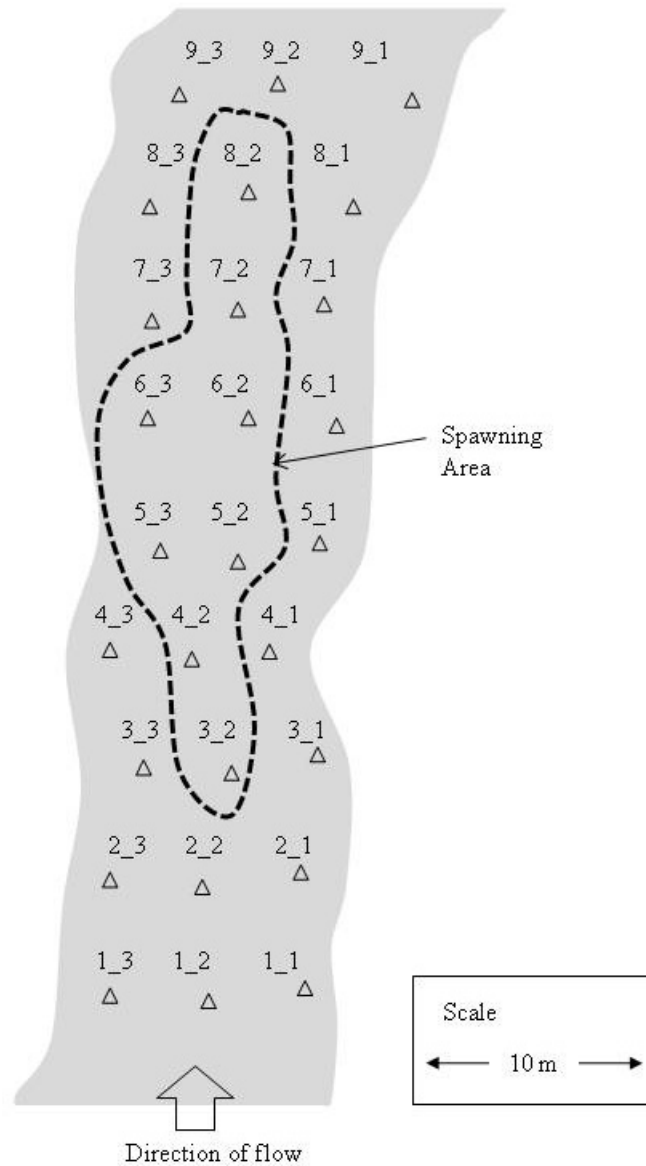 9_3 9_2 9_1
8_3 8_2 8_1
7_3 7_2 7_1
6_3 6_2 6_1
Spawning
Area
5_3 5_2 5_1
4_3 4_2 4_1
3_3 3_2 3_1
2_3 2_2 2_1
1_3 1_2 1_1
Scale
10 m
Direction of flow